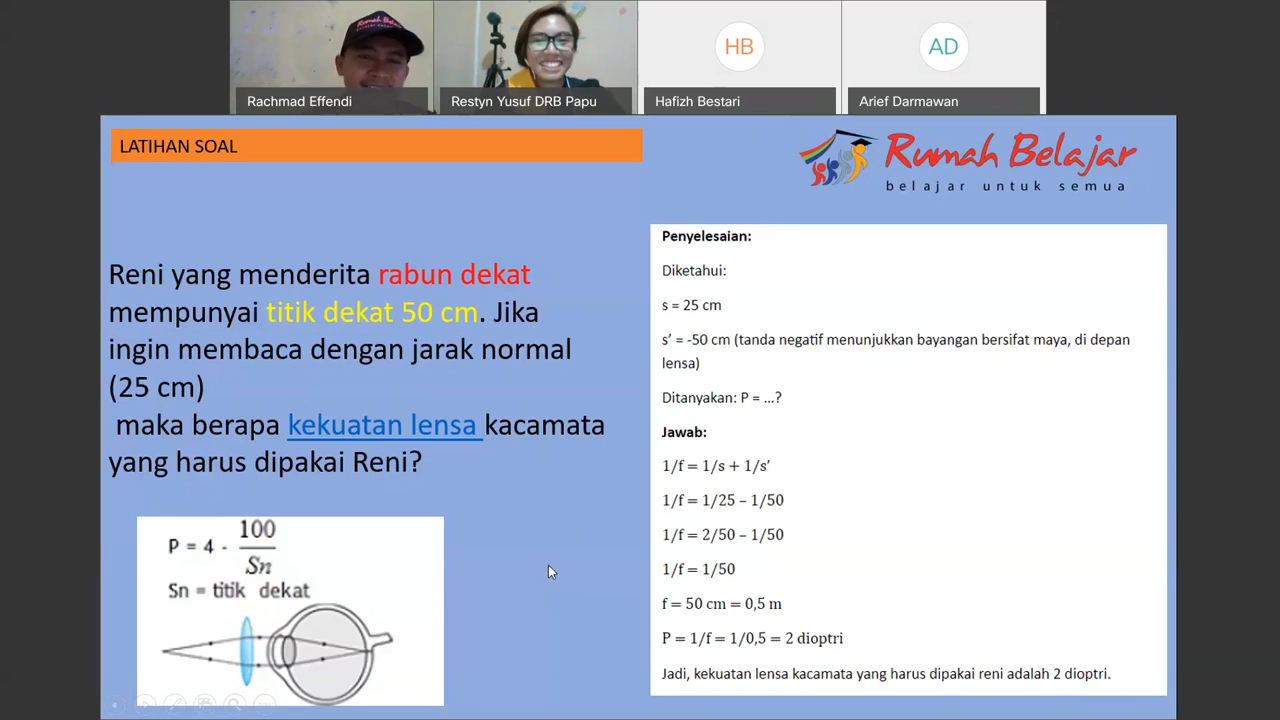 HB
AD
Rachmad Effendi
Restyn Yusuf DRB Papu
Hafizh Bestari
Arief Darmawan
LATIHAN SOAL
Rumah Belajar
belajar untuk semua
Reni yang menderita rabun dekat
mempunyai titik dekat 50 cm. Jika
ingin membaca dengan jarak normal
(25 cm)
maka berapa kekuatan lensa kacamata
yang harus dipakai Reni?
P = 4 - 100/Sn
Sn = titik dekat
Penyelesaian:
Diketahui:
s = 25 cm
s’ = -50 cm (tanda negatif menunjukkan bayangan bersifat maya, di depan
lensa)
Ditanyakan: P = ...?
Jawab:
1/f = 1/s + 1/s’
1/f = 1/25 – 1/50
1/f = 2/50 – 1/50
1/f = 1/50
f = 50 cm = 0,5 m
P = 1/f = 1/0,5 = 2 dioptri
Jadi, kekuatan lensa kacamata yang harus dipakai reni adalah 2 dioptri.